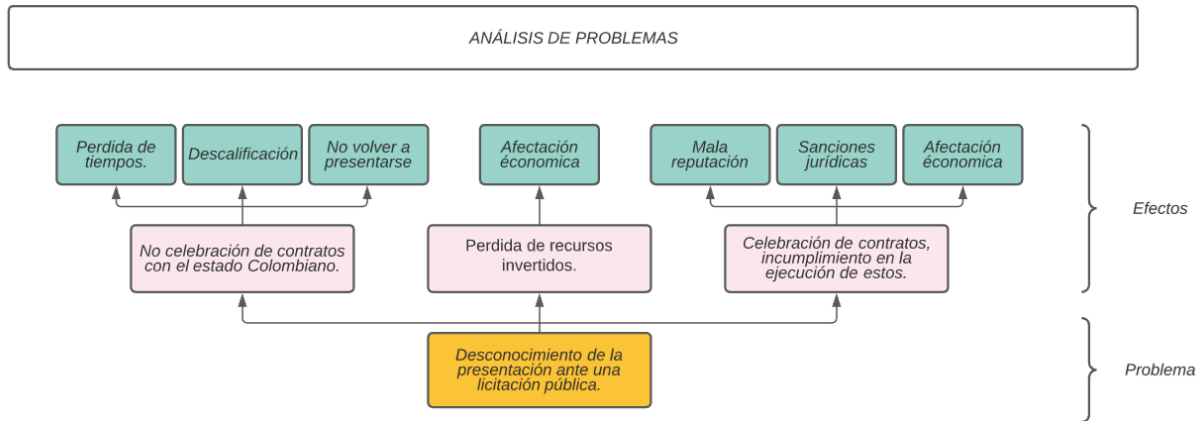 ANÁLISIS DE PROBLEMAS
Perdida de
tiempos.
Descalificación
No volver a
presentarse
Afectación
économica
Mala
reputación
Sanciones
jurídicas
Afectación
économica
Efectos
No celebración de contratos
con el estado Colombiano.
Perdida de recursos
invertidos.
Celebración de contratos,
incumplimiento en la
ejecución de estos.
Desconocimiento de la
presentación ante una
licitación pública.
Problema